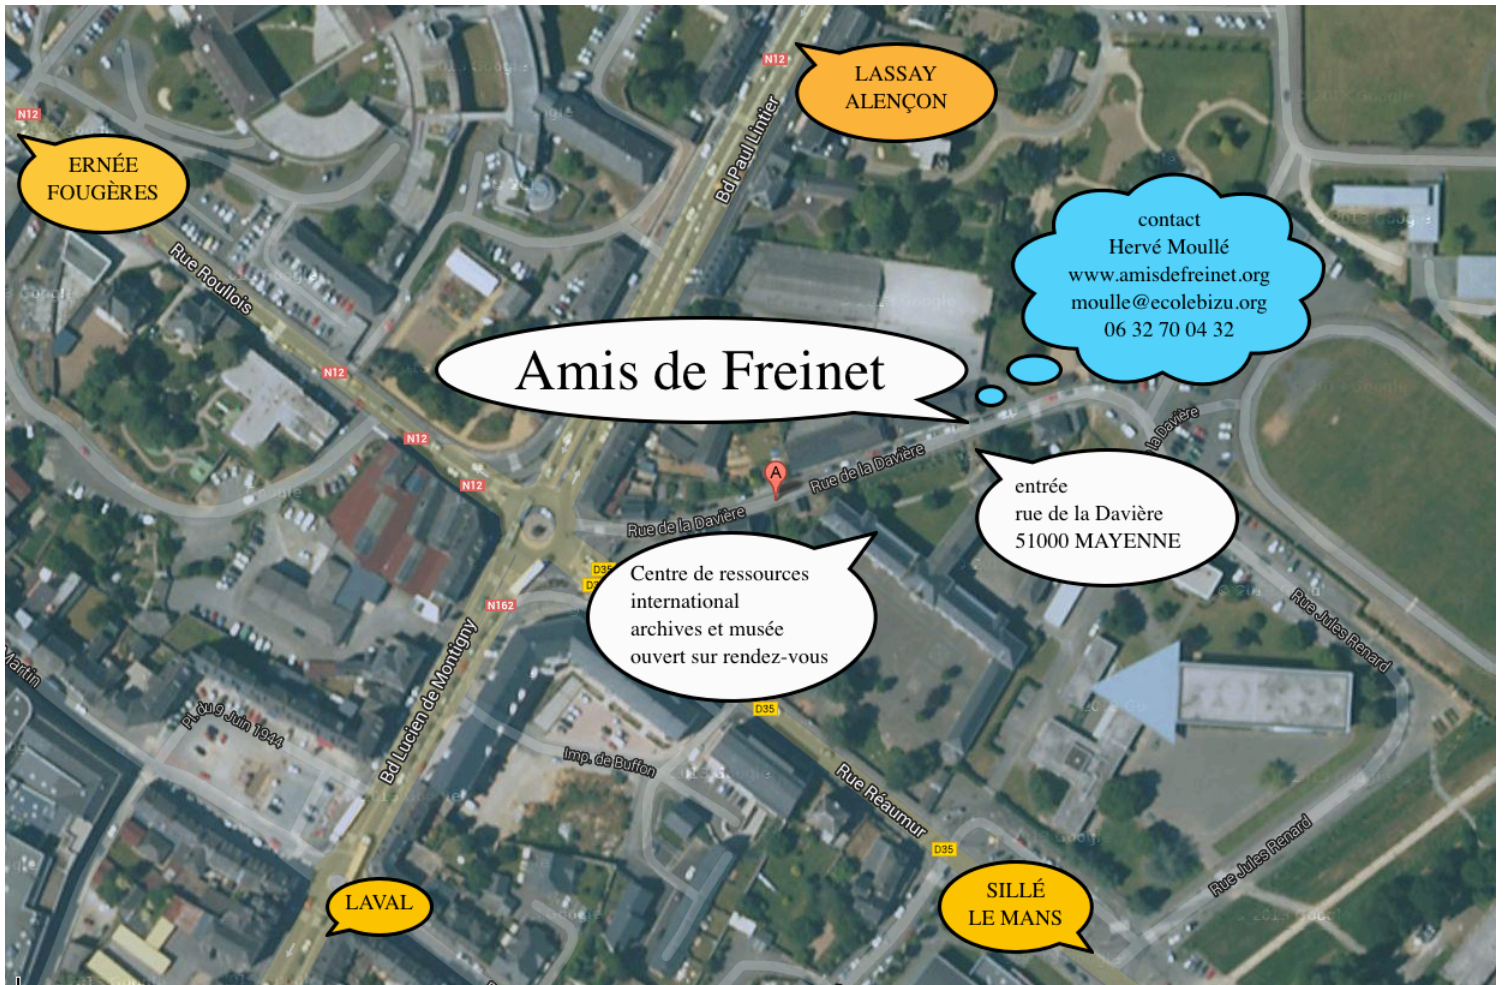 N12
LASSAY
ALENÇON
N12
ERNÉE
FOUGÈRES
Bd Paul Lintier
Rue Roullois
contact
Hervé Moullé
www.amisdefreinet.org
moulle@ecolebizu.org
06 32 70 04 32
Amis de Freinet
N12
N12
N12
A
Rue de la Davière
la Davière
Rue de la Davière
entrée
rue de la Davière
51000 MAYENNE
D35
Centre de ressources
international
archives et musée
ouvert sur rendez-vous
N162
Rue Jules Renard
Martin
Pl. du 9 Juin 1944
Bd Lucien de Montigny
D35
Imp. de Buffon
Rue Réaumur
D35
Rue Jules Renard
LAVAL
SILLÉ
LE MANS